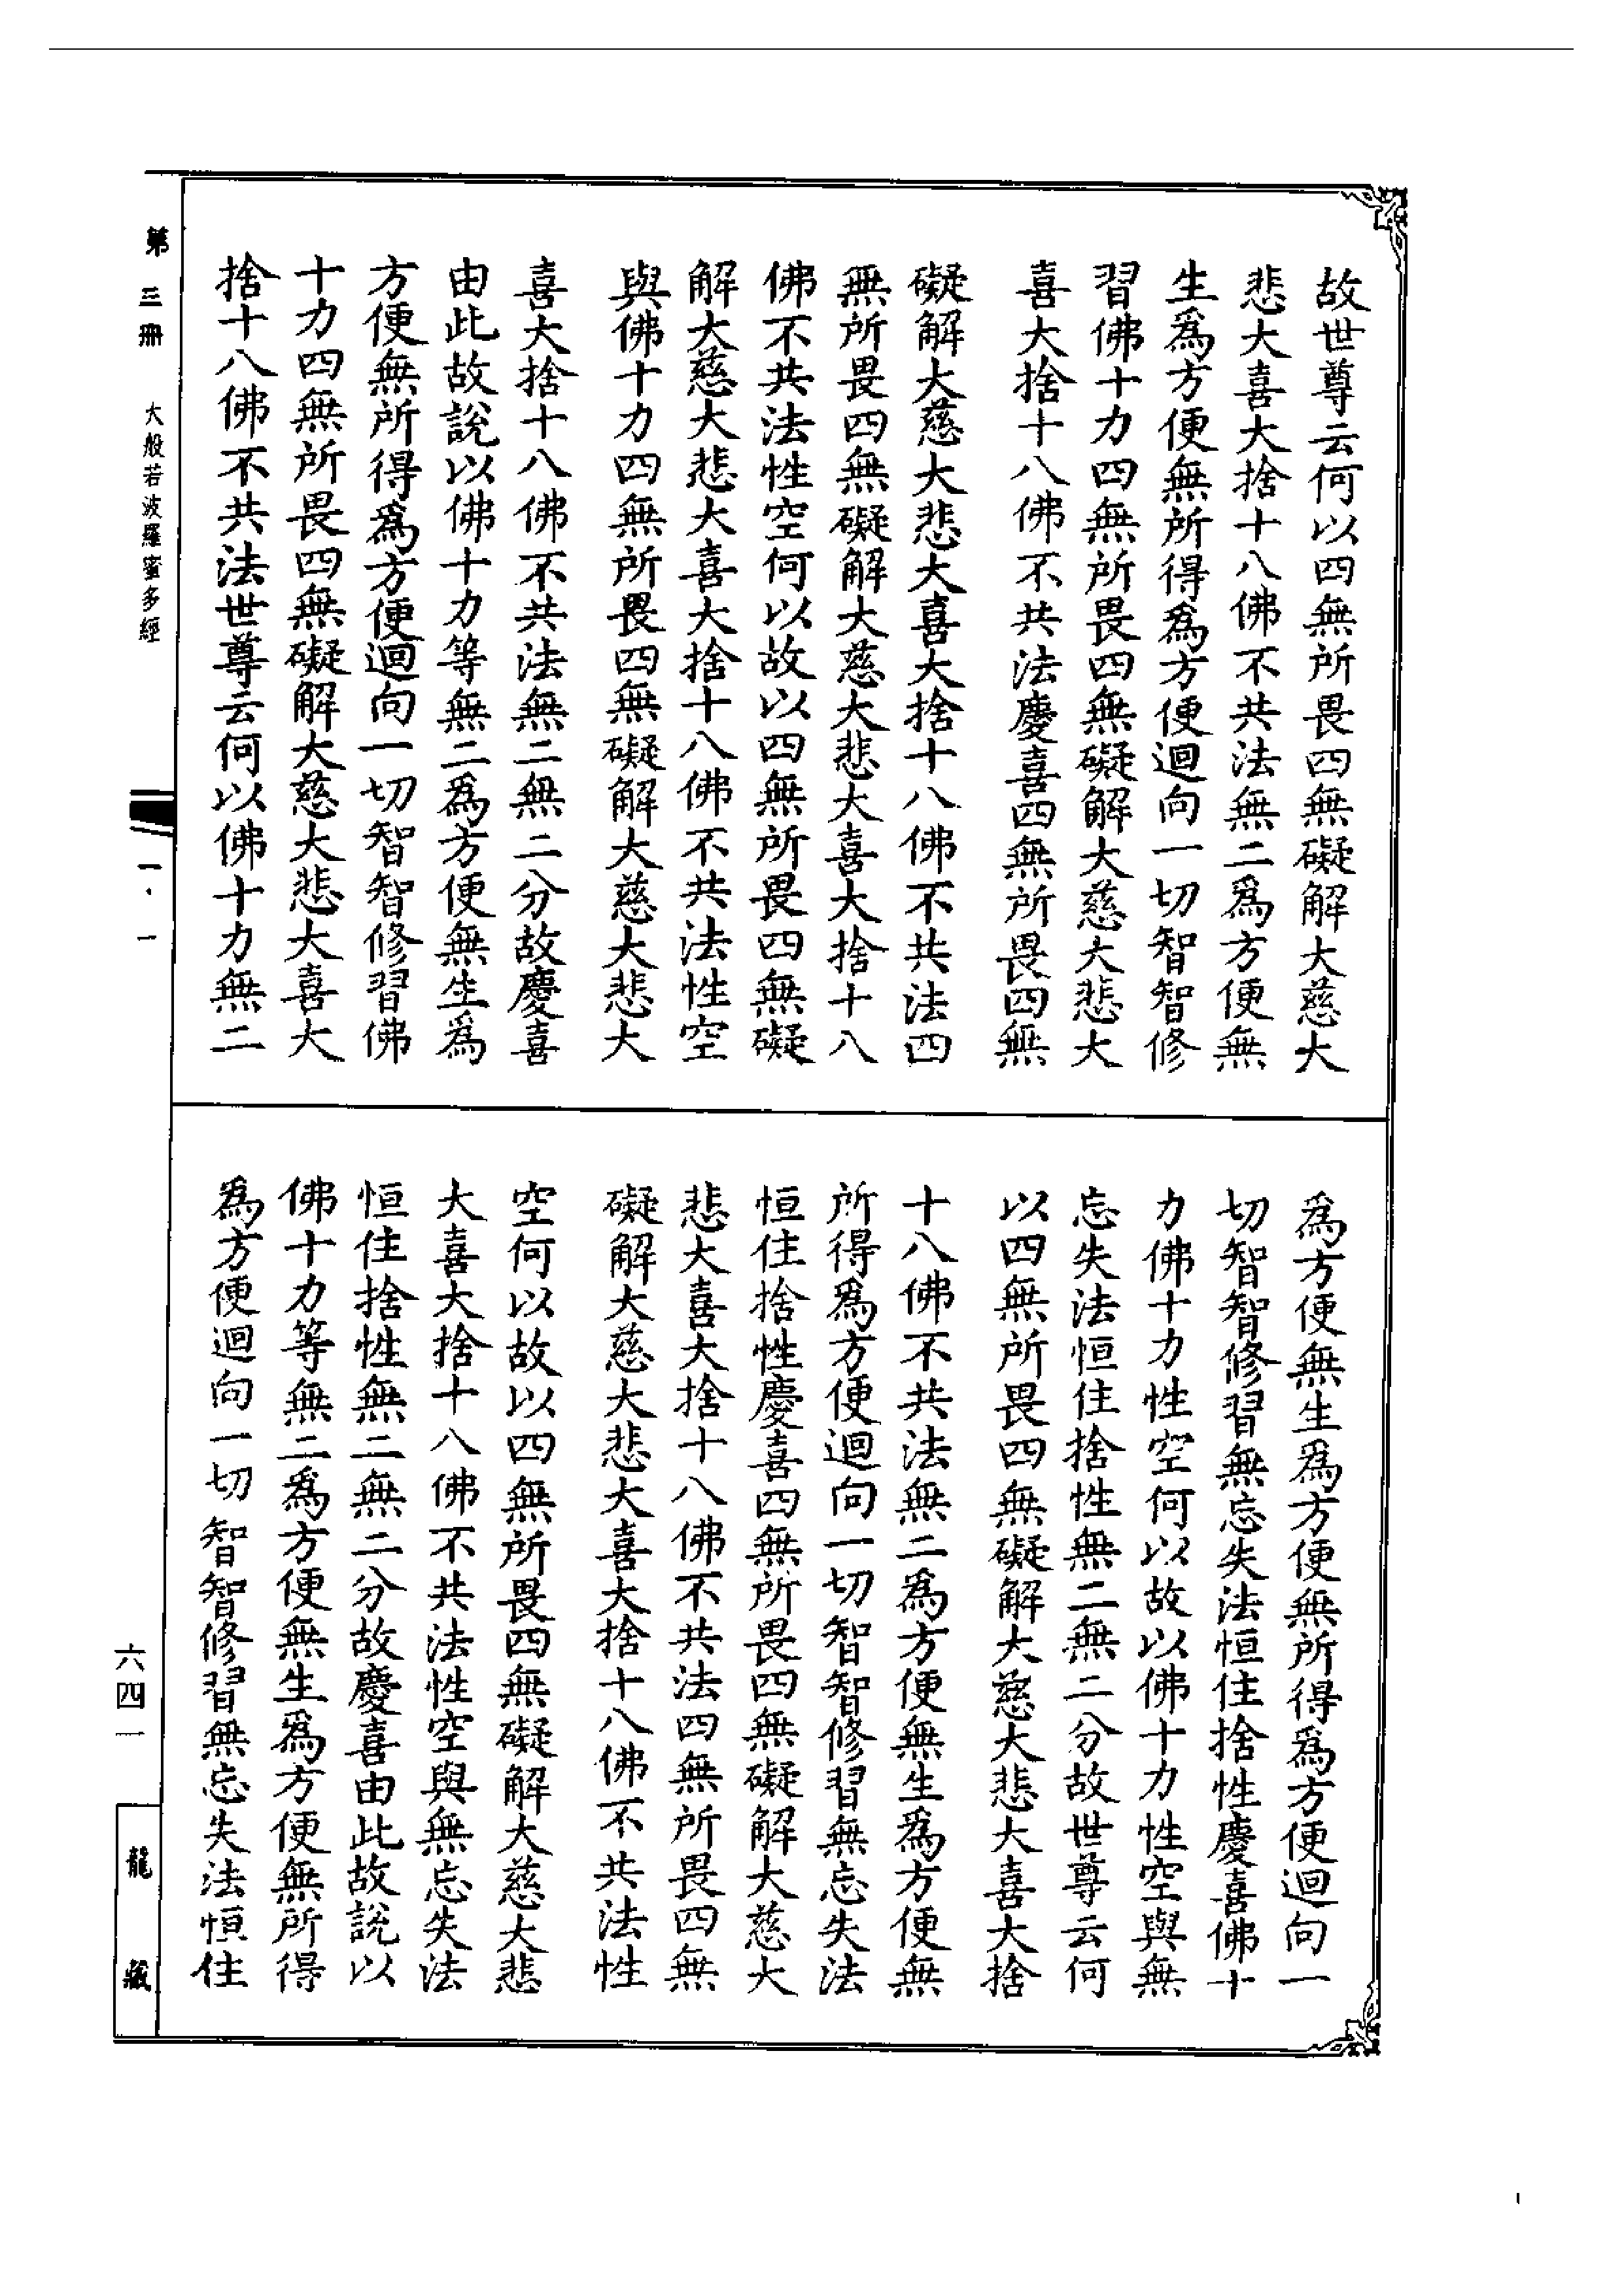 故世尊云何以四無所畏四無礙解大慈大
悲大喜大捨十八佛不共法無二爲方便無
生爲方便無所得爲方便迴向一切智智修
習佛十力四無所畏四無礙解大慈大悲大
喜大捨十八佛不共法慶喜四無所畏四無
礙解大慈大悲大喜大捨十八佛不共法四
無所畏四無礙解大慈大悲大喜大捨十八
佛不共法性空何以故以四無所畏四無礙
解大慈大悲大喜大捨十八佛不共法性空
與佛十力四無所畏四無礙解大慈大悲大
喜大捨十八佛不共法無二無二分故慶喜
由此故說以佛十力等無二爲方便無生爲
方便無所得爲方便迴向一切智智修習佛
十力四無所畏四無礙解大慈大悲大喜大
捨十八佛不共法世尊云何以佛十力無二
爲方便無生爲方便無所得爲方便迴向一
切智智修習無忘失法恒住捨性慶喜佛十
力佛十力性空何以故以佛十力性空與無
忘失法恒住捨性無二無二分故世尊云何
以四無所畏四無礙解大慈大悲大喜大捨
十八佛不共法無二爲方便無生爲方便無
所得爲方便迴向一切智智修習無忘失法
恒住捨性慶喜四無所畏四無礙解大慈大
悲大喜大捨十八佛不共法四無所畏四無
礙解大慈大悲大喜大捨十八佛不共法性
空何以故以四無所畏四無礙解大慈大悲
大喜大捨十八佛不共法性空與無忘失法
恒住捨性無二無二分故慶喜由此故說以
佛十力等無二爲方便無生爲方便無所得
爲方便迴向一切智智修習無忘失法恒住
第三冊 大般若波羅蜜多經 一·一
六四一
龍藏